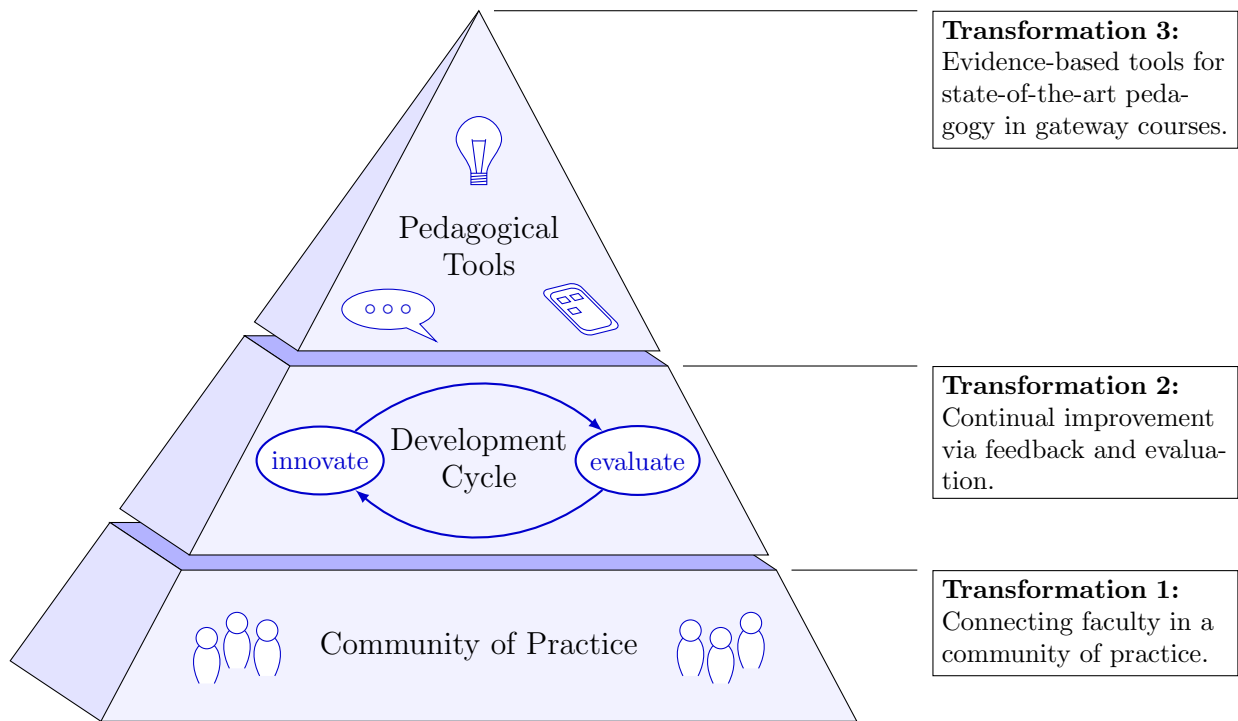 Transformation 3:
Evidence-based tools for
state-of-the-art peda-
gogy in gateway courses.
Pedagogical
Tools
Transformation 2:
Continual improvement
via feedback and evalua-
tion.
innovate
Development
Cycle
evaluate
Transformation 1:
Connecting faculty in a
community of practice.
Community of Practice